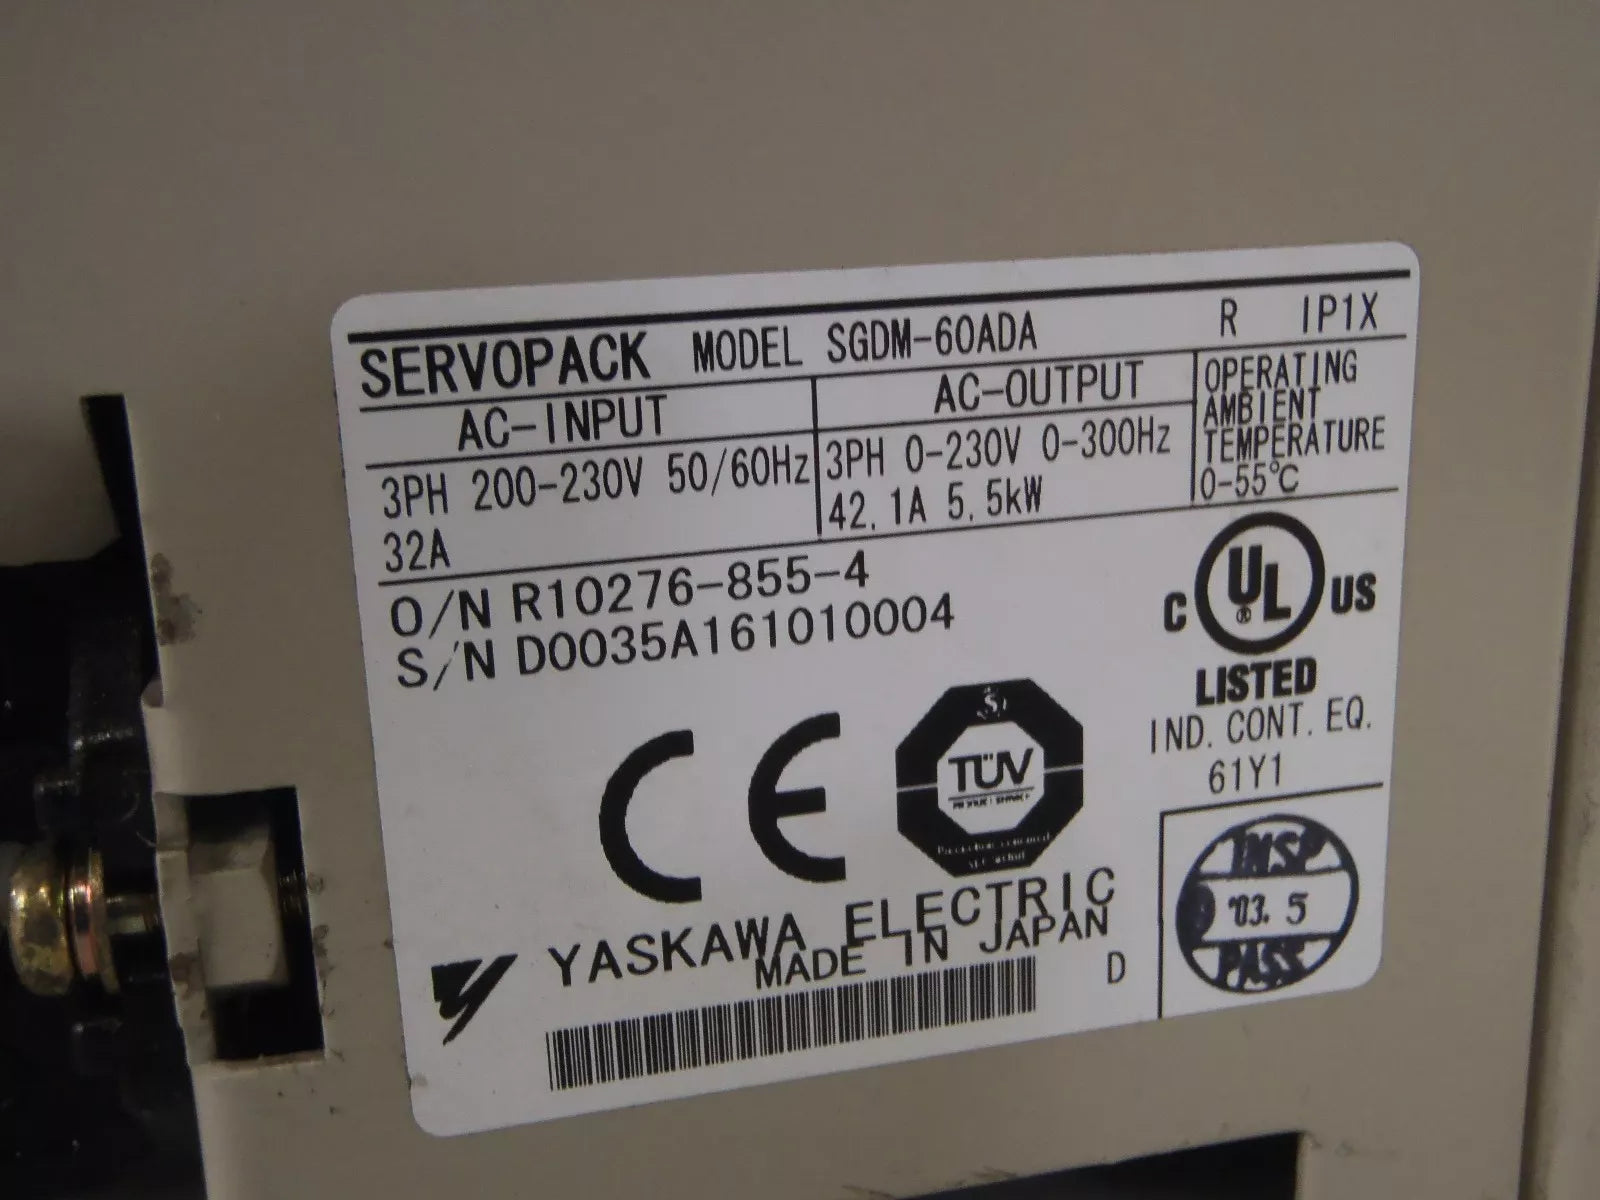 SERVOPACK MODEL SGDM-60ADA R IP1X
AC-INPUT
3PH 200-230V 50/60Hz
32A
AC-OUTPUT
3PH 0-230V 0-300Hz
42.1A 5.5kW
OPERATING
AMBIENT
TEMPERATURE
0-55℃
O/N R10276-855-4
S/N D0035A161010004
C UL® US
LISTED
IND. CONT. EQ.
61Y1
CE
TÜV
YASKAWA ELECTRIC
MADE IN JAPAN
D
INSP
'03. 5
PASS